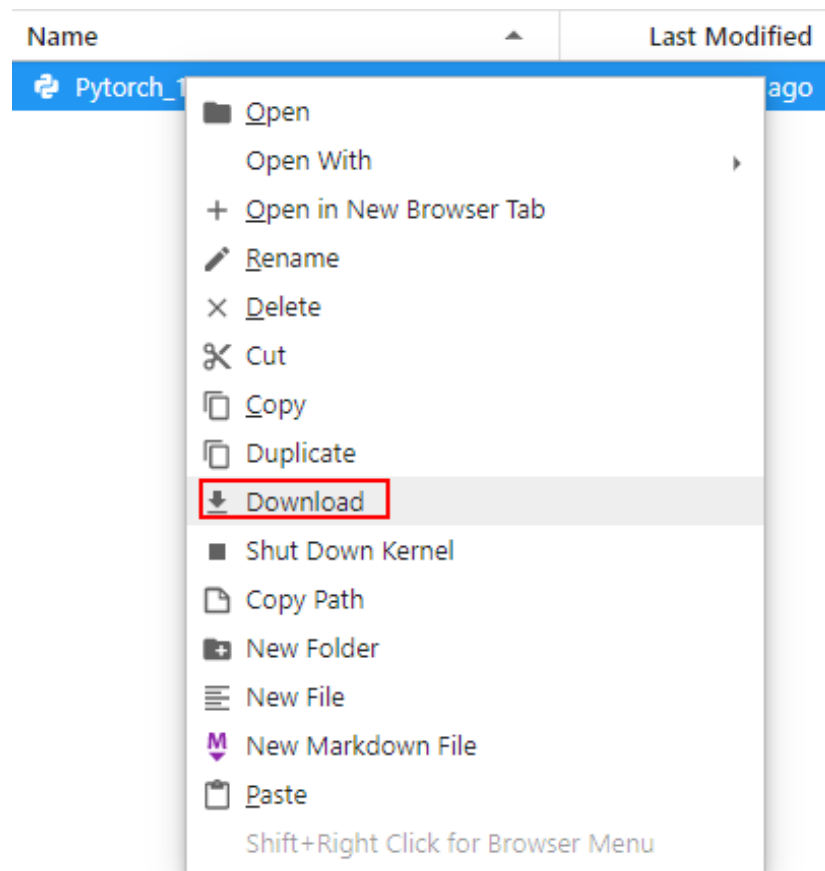 Name Last Modified
Pytorch_1 ago
Open
Open With
Open in New Browser Tab
Rename
Delete
Cut
Copy
Duplicate
Download
Shut Down Kernel
Copy Path
New Folder
New File
New Markdown File
Paste
Shift+Right Click for Browser Menu